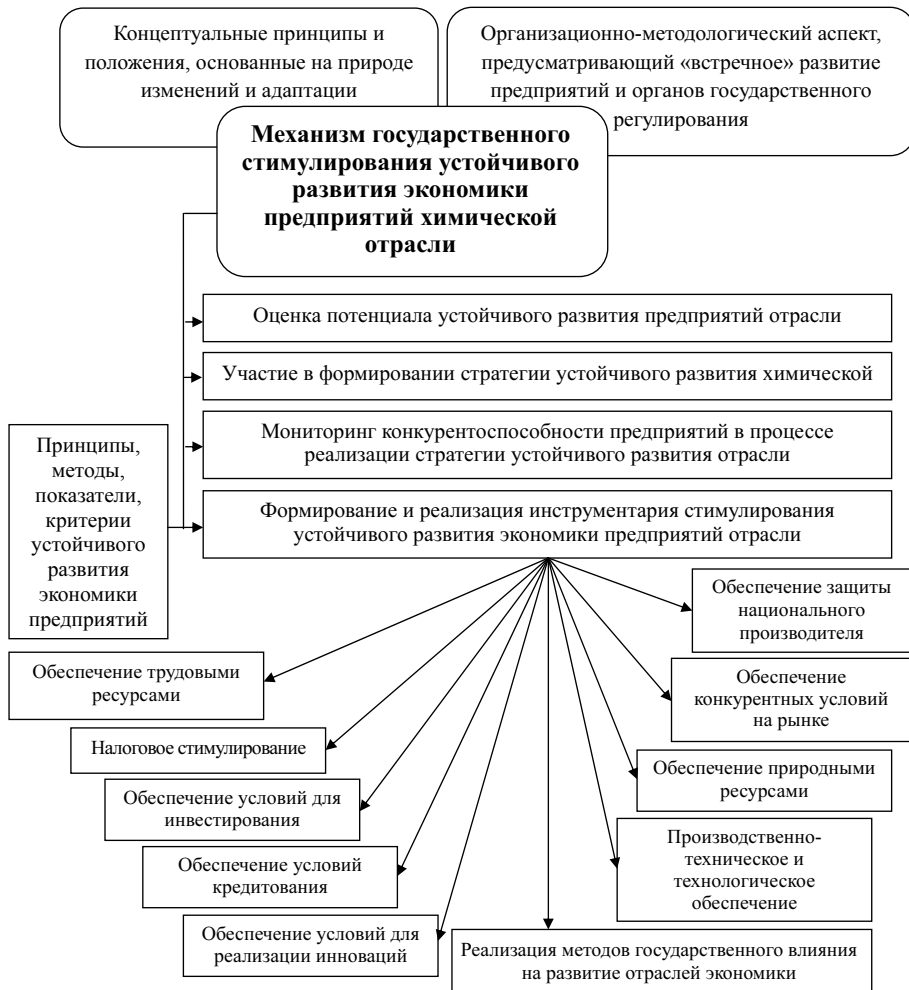 Концептуальные принципы и
положения, основанные на природе
изменений и адаптации
Организационно-методологический аспект,
предусматривающий «встречное» развитие
предприятий и органов государственного
регулирования
Механизм государственного
стимулирования устойчивого
развития экономики
предприятий химической
отрасли
Оценка потенциала устойчивого развития предприятий отрасли
Участие в формировании стратегии устойчивого развития химической
Мониторинг конкурентоспособности предприятий в процессе
реализации стратегии устойчивого развития отрасли
Принципы,
методы,
показатели,
критерии
устойчивого
развития
экономики
предприятий
Формирование и реализация инструментария стимулирования
устойчивого развития экономики предприятий отрасли
Обеспечение защиты
национального
производителя
Обеспечение трудовыми
ресурсами
Обеспечение
конкурентных условий
на рынке
Налоговое стимулирование
Обеспечение природными
ресурсами
Обеспечение условий для
инвестирования
Производственно-
техническое и
технологическое
обеспечение
Обеспечение условий
кредитования
Обеспечение условий для
реализации инноваций
Реализация методов государственного влияния
на развитие отраслей экономики